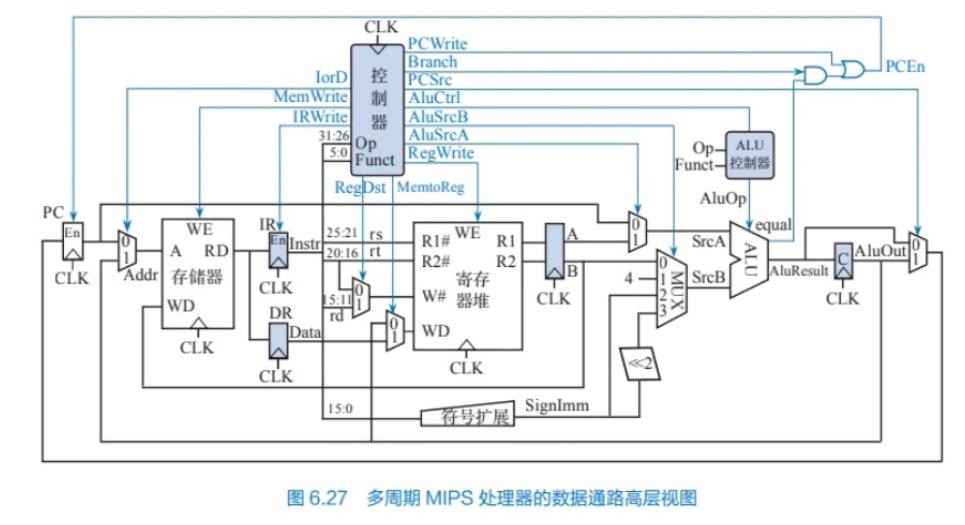 CLK
PCWrite
Branch
PCSrc
PCEn
IorD
MemWrite
IRWrite
控制器
AluCtrl
AluSrcB
AluSrcA
RegWrite
31:26
5:0
Op
Funct
Op
Funct
ALU
控制器
RegDst
MemtoReg
AluOp
PC
En
CLK
0
1
Addr
WE
A
RD
存储器
WD
CLK
IR
En
Instr
CLK
DR
Data
CLK
25:21
rs
20:16
rt
15:11
rd
0
1
0
1
WE
R1#
R1
R2#
R2
W#
寄存
器堆
WD
CLK
A
B
CLK
0
1
4
0
1
2
3
MUX
SrcA
SrcB
ALU
equal
AluResult
C
CLK
AluOut
0
1
≪2
15:0
符号扩展
SignImm
图 6.27 多周期 MIPS 处理器的数据通路高层视图